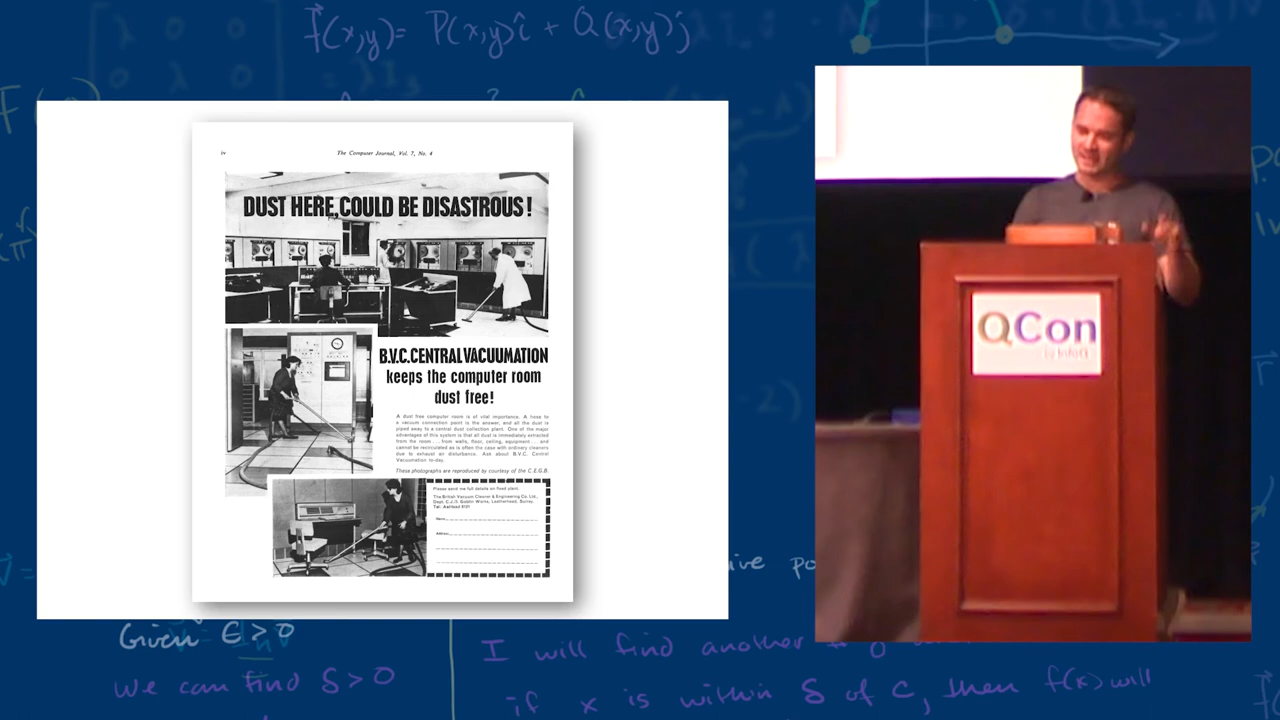 f(x,y)= P(x,y)i + Q(x,y)j
iv
The Computer Journal, Vol. 7, No. 4
DUST HERE, COULD BE DISASTROUS!
B.V.C. CENTRAL VACUUMATION
keeps the computer room
dust free!
A dust free computer room is of vital importance. A hose to
a vacuum connection point is the answer, and all the dust is
piped away to a central dust collection plant. One of the major
advantages of this system is that all dust is immediately extracted
from the room . . . from walls, floor, ceiling, equipment . . . and
cannot be recirculated as is often the case with ordinary cleaners
due to exhaust air disturbance. Ask about B.V.C. Central
Vacuumation to-day.
These photographs are reproduced by courtesy of the C.E.G.B.
Please send me full details on fixed plant.
The British Vacuum Cleaner & Engineering Co. Ltd.,
Goblin Works, Leatherhead, Surrey.
Tel: Ashtead
Name
Address
QCon
by InfoQ
Given ε > 0
We can find δ > 0
I will find another
if x is within δ of c, then f(x) will